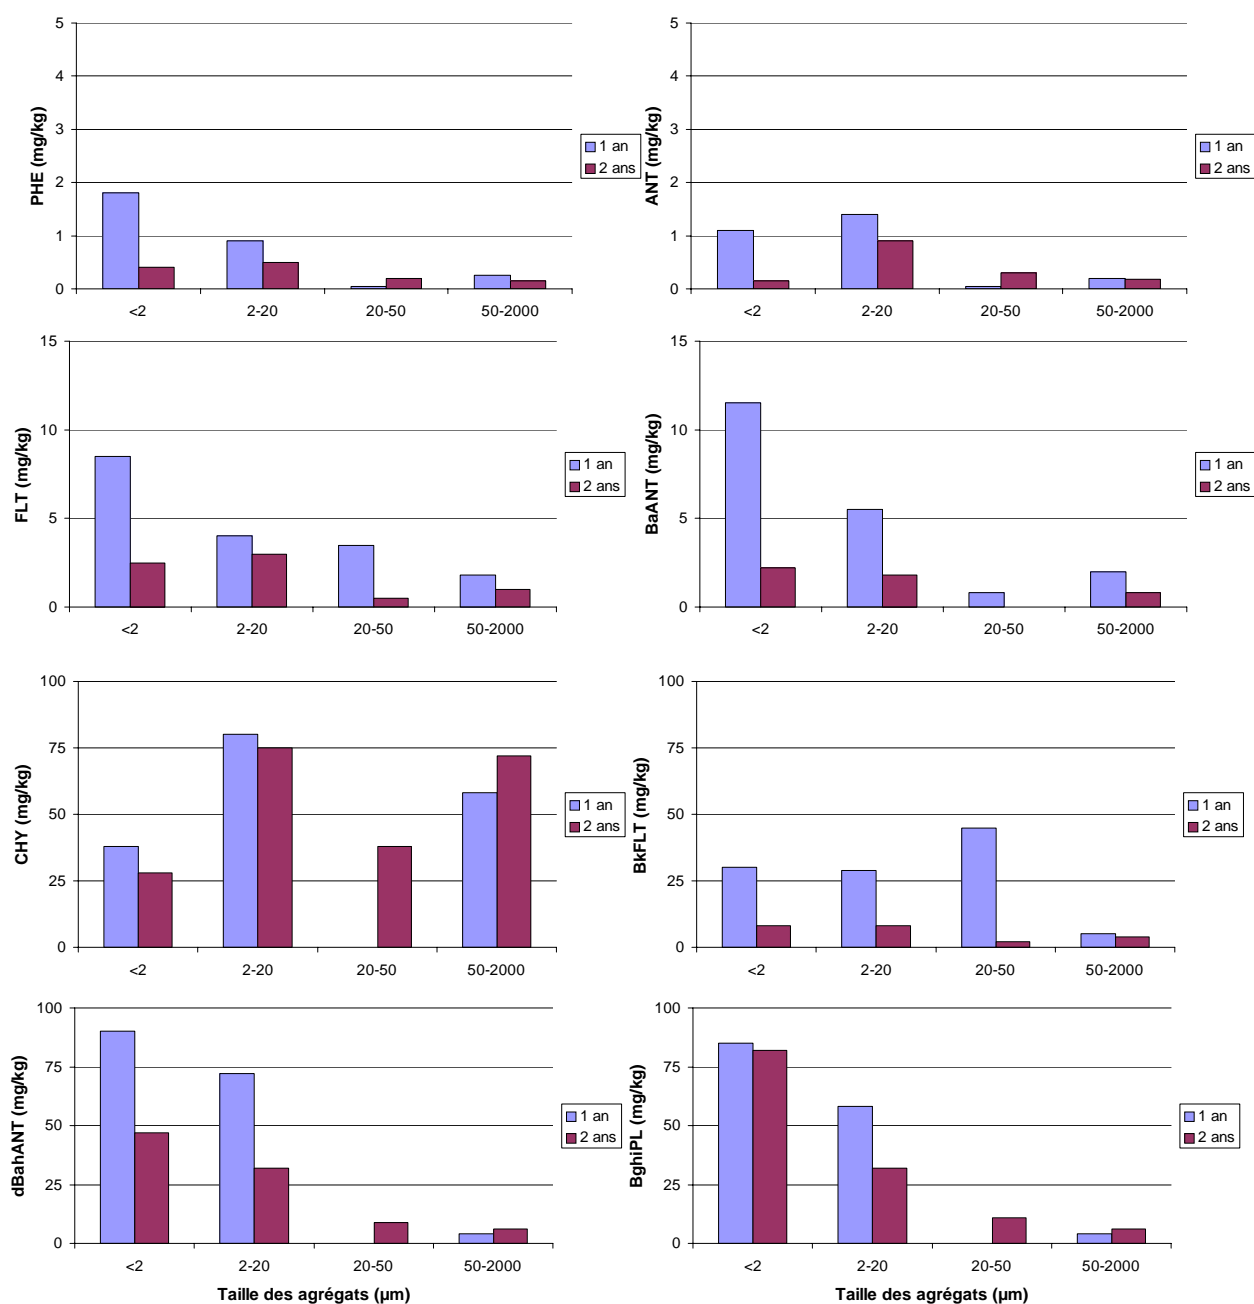 5
4
3
2
1
0
PHE (mg/kg)
<2
2-20
20-50
50-2000
1 an
2 ans
5
4
3
2
1
0
ANT (mg/kg)
<2
2-20
20-50
50-2000
1 an
2 ans
15
10
5
0
FLT (mg/kg)
<2
2-20
20-50
50-2000
1 an
2 ans
15
10
5
0
BaANT (mg/kg)
<2
2-20
20-50
50-2000
1 an
2 ans
100
75
50
25
0
CHY (mg/kg)
<2
2-20
20-50
50-2000
1 an
2 ans
100
75
50
25
0
BkFLT (mg/kg)
<2
2-20
20-50
50-2000
1 an
2 ans
100
75
50
25
0
dBahANT (mg/kg)
<2
2-20
20-50
50-2000
Taille des agrégats (µm)
1 an
2 ans
100
75
50
25
0
BghiPL (mg/kg)
<2
2-20
20-50
50-2000
Taille des agrégats (µm)
1 an
2 ans